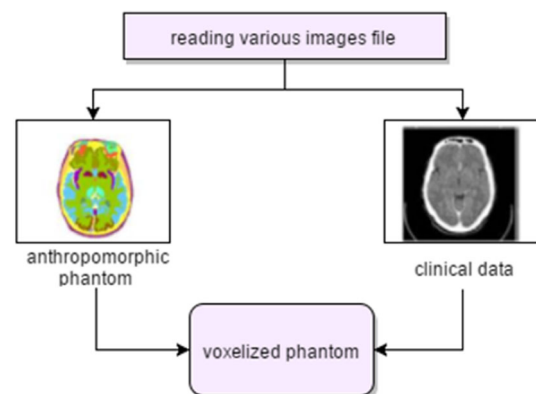 reading various images file
anthropomorphic
phantom
clinical data
voxelized phantom